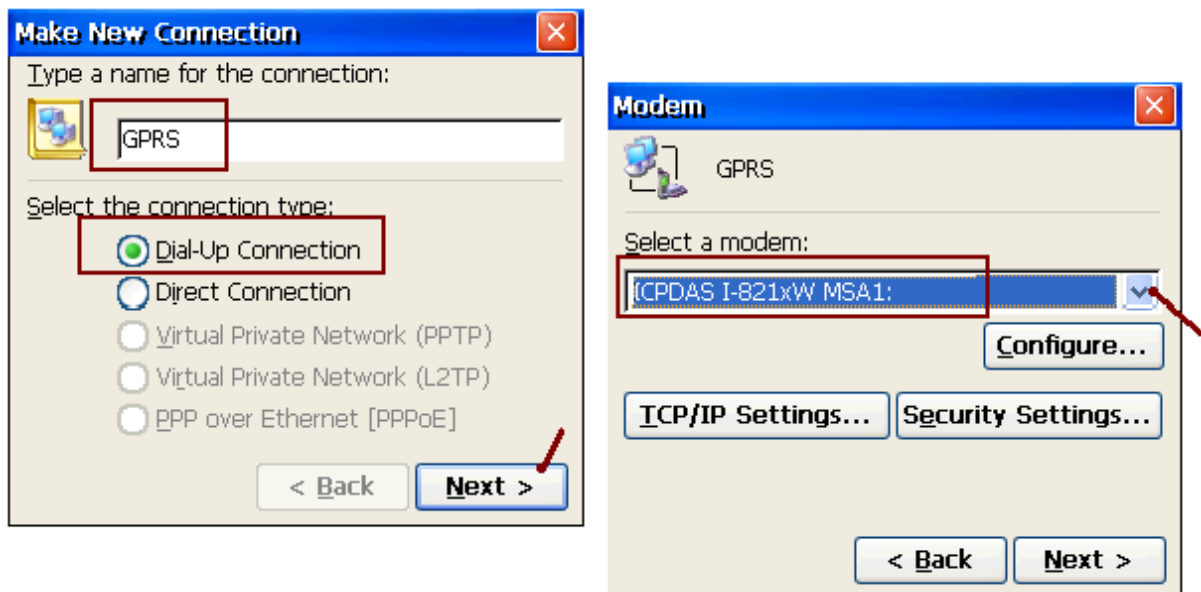 Make New Connection
Type a name for the connection:
GPRS
Select the connection type:
Dial-Up Connection
Direct Connection
Virtual Private Network (PPTP)
Virtual Private Network (L2TP)
PPP over Ethernet [PPPoE]
< Back
Next >
Modem
GPRS
Select a modem:
ICPDAS I-821xW MSA1:
Configure...
TCP/IP Settings...
Security Settings...
< Back
Next >